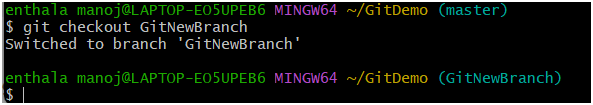 enthala manoj@LAPTOP-EO5UPEB6 MINGW64 ~/GitDemo (master)
$ git checkout GitNewBranch
Switched to branch 'GitNewBranch'
enthala manoj@LAPTOP-EO5UPEB6 MINGW64 ~/GitDemo (GitNewBranch)
$